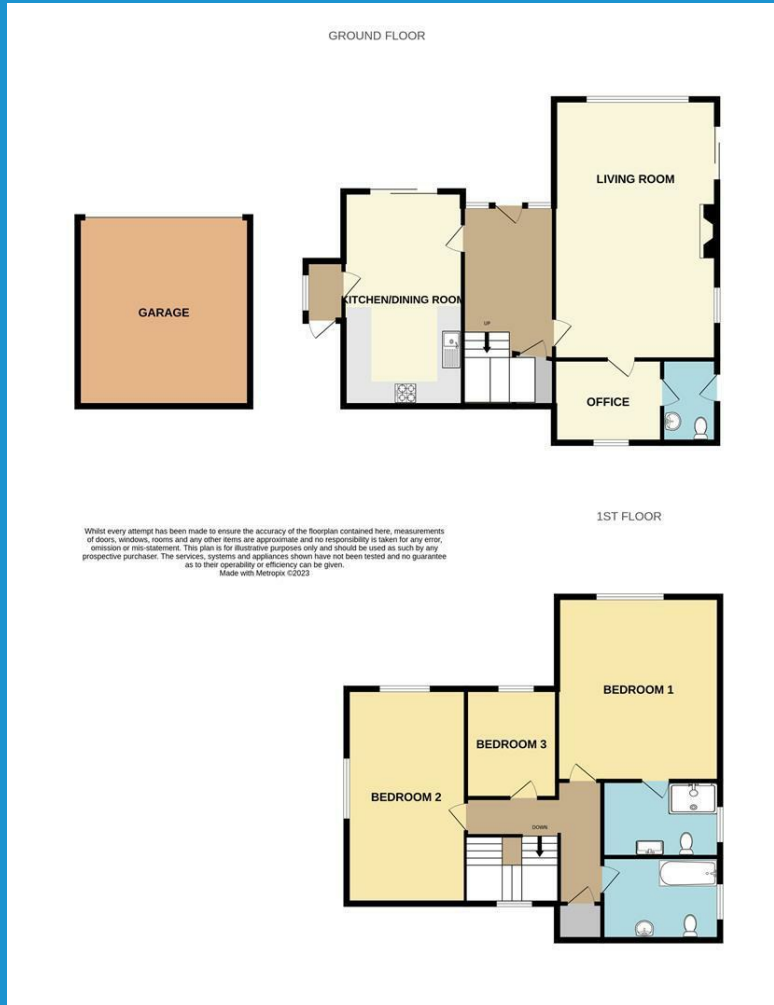 GROUND FLOOR
LIVING ROOM
KITCHEN/DINING ROOM
GARAGE
UP
OFFICE
Whilst every attempt has been made to ensure the accuracy of the floorplan contained here, measurements
of doors, windows, rooms and any other items are approximate and no responsibility is taken for any error,
omission or mis-statement. This plan is for illustrative purposes only and should be used as such by any
prospective purchaser. The services, systems and appliances shown have not been tested and no guarantee
as to their operability or efficiency can be given.
Made with Metropix ©2023
1ST FLOOR
BEDROOM 1
BEDROOM 3
BEDROOM 2
DOWN